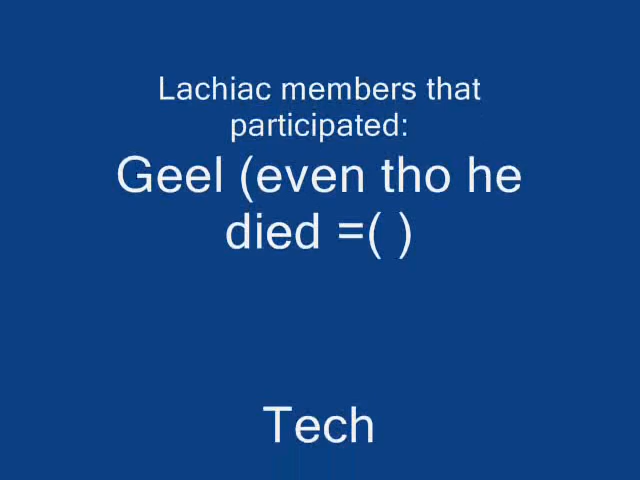 Lachiac members that
participated:
Geel (even tho he
died =( )
Tech